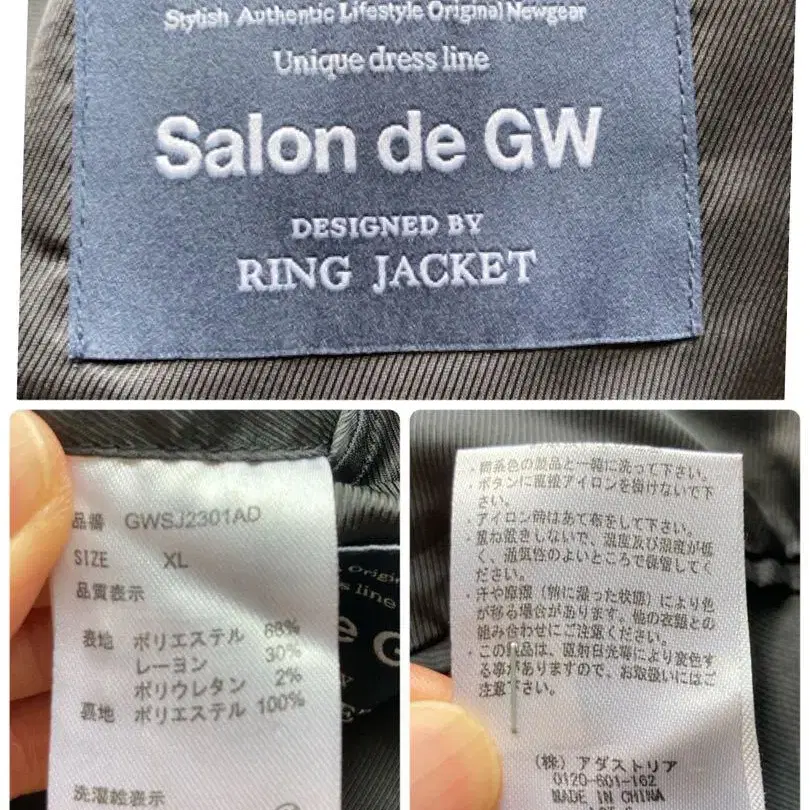 Stylish Authentic Lifestyle Original Newgear
Unique dress line
Salon de GW
DESIGNED BY
RING JACKET
品番 GWSJ2301AD
SIZE XL
品質表示
表地 ポリエステル 68%
レーヨン 30%
ポリウレタン 2%
裏地 ポリエステル 100%
洗濯絵表示
Origin
s line
e G
・同系色の製品と一緒に洗って下さい。
・ボタンに直接アイロンを掛けないで下
さい。
・アイロン時はあて布をして下さい。
・重ね置きしないで、温度及び湿度が低
く、通気性のよいところで保管してく
ださい。
・汗や摩擦（特に湿った状態）により色
が移る場合があります。他の衣類との
組み合わせにご注意ください。
・この製品は、直射日光等により変色す
る事がありますので、お取扱いにはご
注意下さい。
（株）アダストリア
0120-601-162
MADE IN CHINA